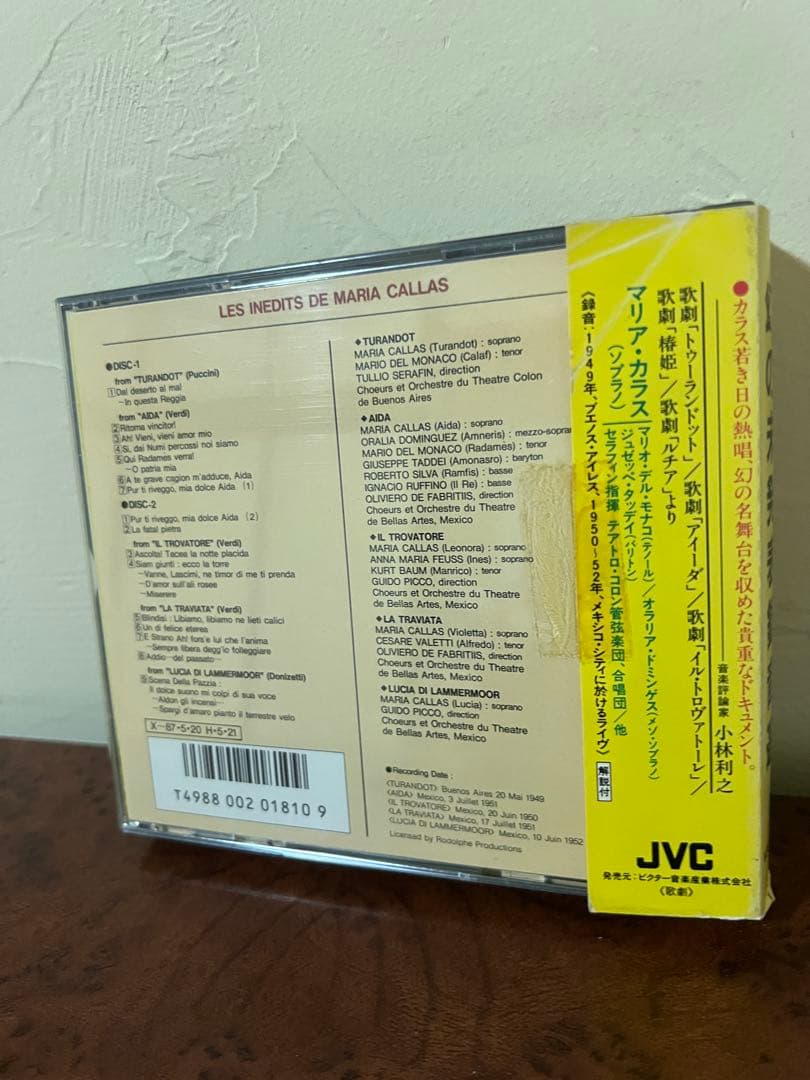 LES INEDITS DE MARIA CALLAS
●DISC-1
from "TURANDOT" (Puccini)
1 Dal deserto al mal
—In questa Reggia
from "AIDA" (Verdi)
2 Ritorna vincitor!
3 Ah! Vieni, vieni amor mio
4 Si, dai Numi percossi noi siamo
5 Qui Radames verra!
—O patria mia
6 A te grave cagion m'adduce, Aida
7 Pur ti riveggo, mia dolce Aida (1)
●DISC-2
1 Pur ti riveggo, mia dolce Aida (2)
2 La fatal pietra
from "IL TROVATORE" (Verdi)
3 Ascolta! Tacea la notte placida
4 Siam giunti : ecco la torre
—Vanne, Lascimi, ne timor di me ti prenda
—D'amor sull'ali rosee
—Miserere
from "LA TRAVIATA" (Verdi)
5 Blindisi : Libiamo, libiamo ne lieti calici
6 Un di felice eterea
7 E Strano Ah! fors'e lui che l'anima
—Sempre libera degg'io folleggiare
8 Addio—del passato—
from "LUCIA DI LAMMERMOOR" (Donizetti)
9 Scena Della Pazzia :
Il dolce suono mi colpi di sua voce
—Aldon gli incensi—
—Spargi d'amaro pianto il terrestre velo
X—87·5·20 H·5·21
T4988 002 01810 9
◆TURANDOT
MARIA CALLAS (Turandot) : soprano
MARIO DEL MONACO (Calaf) : tenor
TULLIO SERAFIN, direction
Choeurs et Orchestre du Theatre Colon
de Buenos Aires
◆AIDA
MARIA CALLAS (Aida) : soprano
ORALIA DOMINGUEZ (Amneris) : mezzo-sopra
MARIO DEL MONACO (Radamès) : tenor
GIUSEPPE TADDEI (Amonasro) : baryton
ROBERTO SILVA (Ramfis) : basse
IGNACIO RUFFINO (Il Re) : basse
OLIVIERO DE FABRITIIS, direction
Choeurs et Orchestre du Theatre
de Bellas Artes, Mexico
◆IL TROVATORE
MARIA CALLAS (Leonora) : soprano
ANNA MARIA FEUSS (Ines) : soprano
KURT BAUM (Manrico) : tenor
GUIDO PICCO, direction
Choeurs et Orchestre du Theatre
de Bellas Artes, Mexico
◆LA TRAVIATA
MARIA CALLAS (Violetta) : soprano
CESARE VALETTI (Alfredo) : tenor
OLIVIERO DE FABRITIIS, direction
Choeurs et Orchestre du Theatre
de Bellas Artes, Mexico
◆LUCIA DI LAMMERMOOR
MARIA CALLAS (Lucia) : soprano
GUIDO PICCO, direction
Choeurs et Orchestre du Theatre
de Bellas Artes, Mexico
●Recording Date :
〈TURANDOT〉 Buenos Aires 20 Mai 1949
〈AIDA〉 Mexico, 3 Juillet 1951
〈IL TROVATORE〉 Mexico, 20 Juin 1950
〈LA TRAVIATA〉 Mexico, 17 Juillet 1951
〈LUCIA DI LAMMERMOOR〉 Mexico, 10 Juin 1952
Licensed by Rodolphe Productions
●カラス若き日の熱唱、幻の名舞台を収めた貴重なドキュメント。
音楽評論家 小林利之
歌劇「トゥーランドット」/歌劇「アイーダ」/歌劇「イル・トロヴァトーレ」/
歌劇「椿姫」/歌劇「ルチア」より
マリア・カラス(ソプラノ)
マリオ・デル・モナコ(テノール)/オラリア・ドミンゲス(メゾ・ソプラノ)
ジュゼッペ・タッデイ(バリトン)
セラフィン指揮 テアトロ・コロン管弦楽団、合唱団/他
《録音:1949年、ブエノス・アイレス、1950〜52年、メキシコ・シティに於けるライヴ》
解説付
JVC
発売元:ビクター音楽産業株式会社
〈歌劇〉